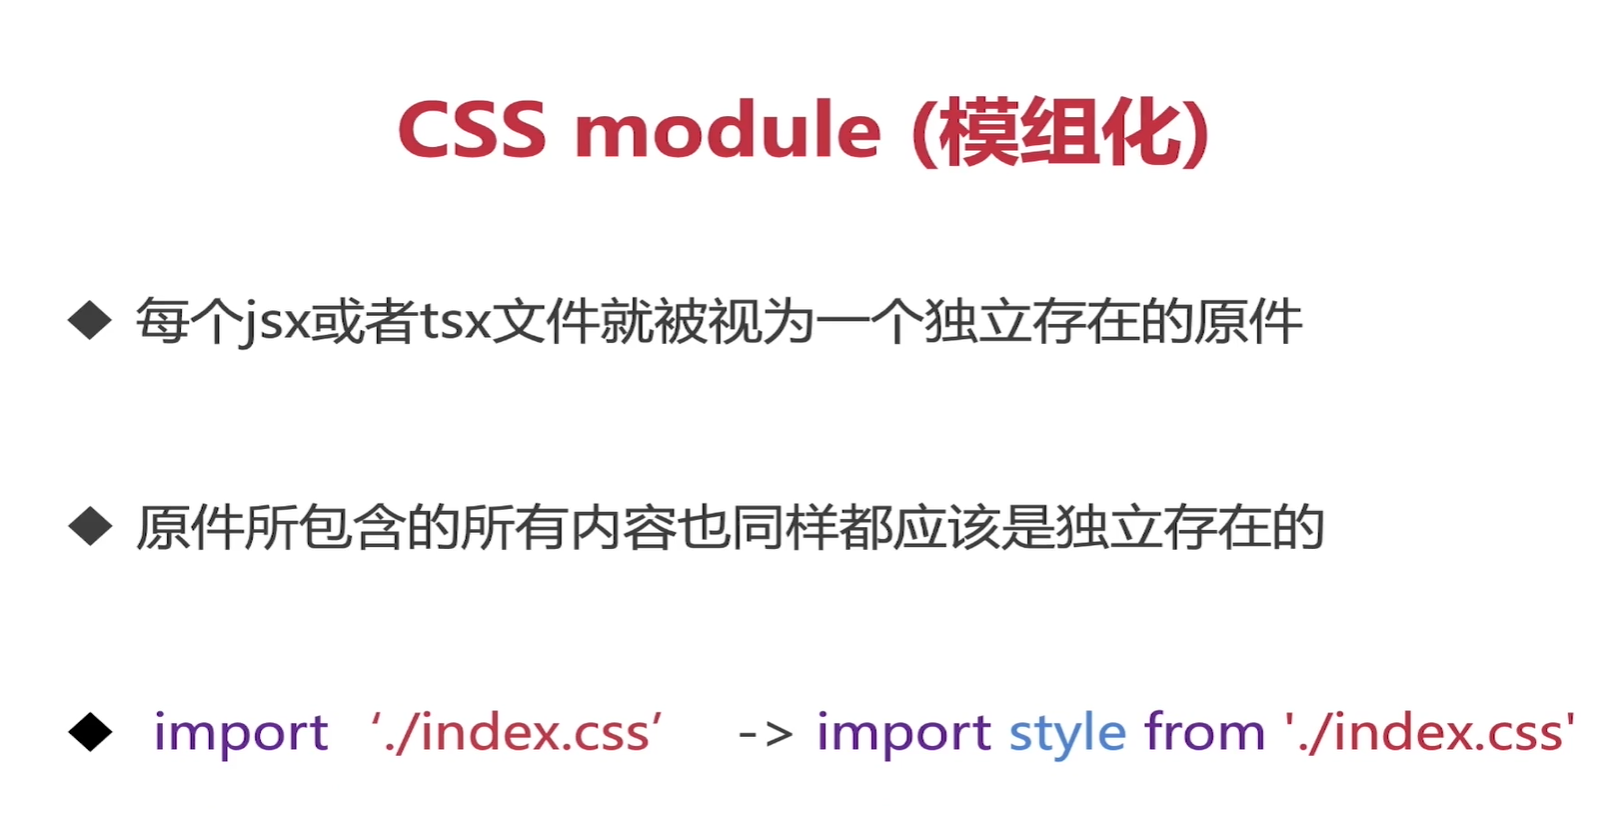 CSS module (模组化)
◆ 每个jsx或者tsx文件就被视为一个独立存在的原件
◆ 原件所包含的所有内容也同样都应该是独立存在的
◆ import ‘./index.css’ -> import style from './index.css'